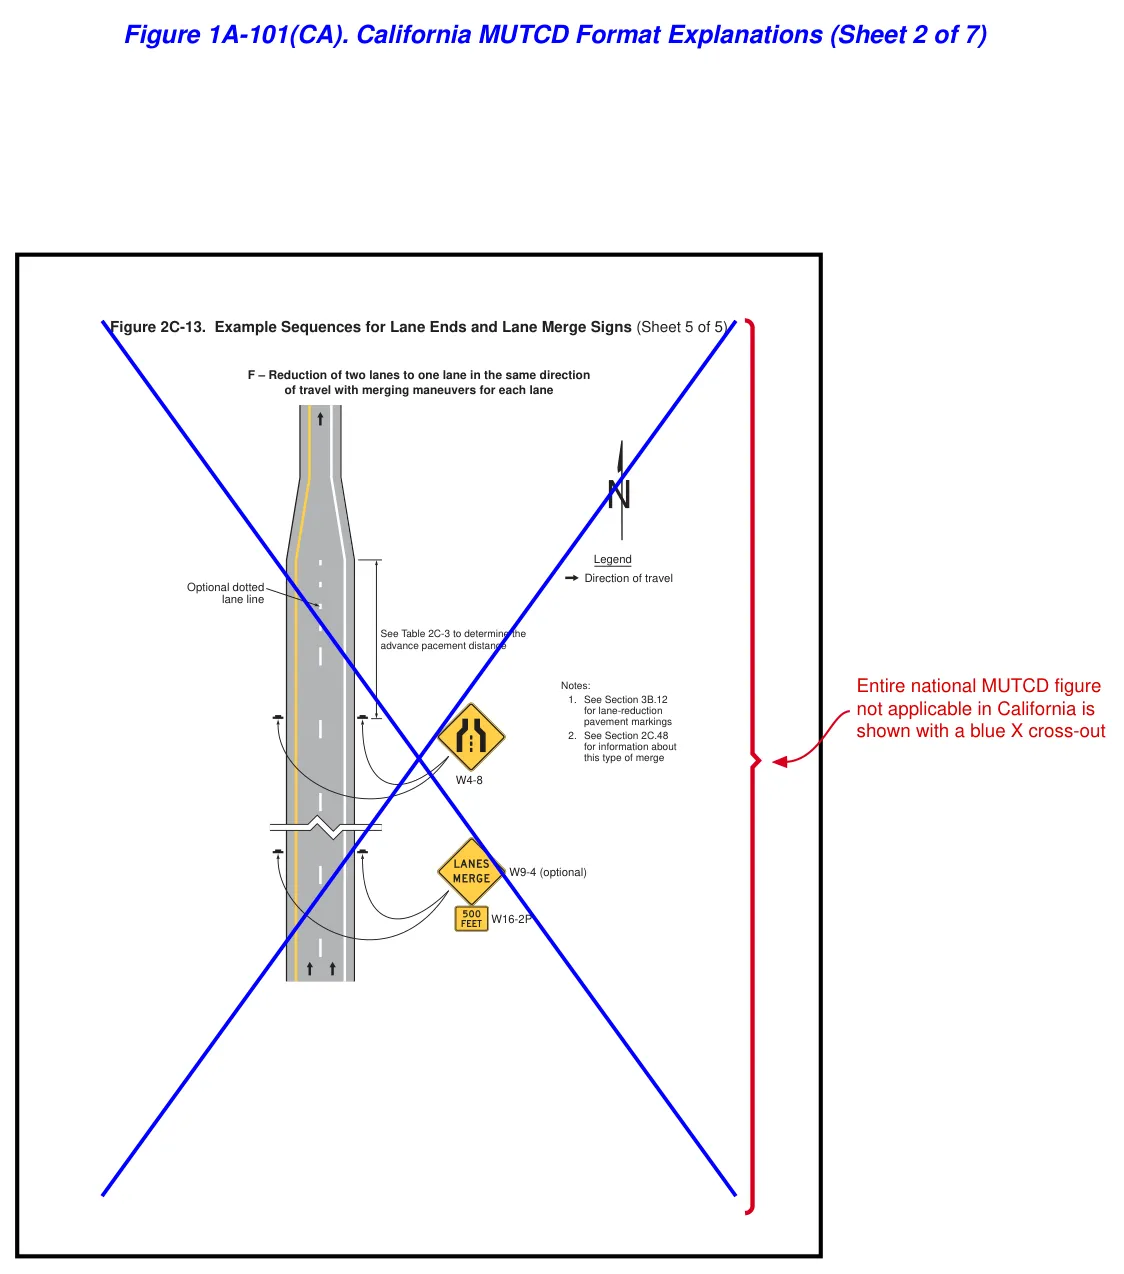 Figure 1A-101(CA). California MUTCD Format Explanations (Sheet 2 of 7)
Figure 2C-13. Example Sequences for Lane Ends and Lane Merge Signs (Sheet 5 of 5)
F – Reduction of two lanes to one lane in the same direction
of travel with merging maneuvers for each lane
N
Legend
Direction of travel
Optional dotted
lane line
See Table 2C-3 to determine the
advance pacement distance
Notes:
1. See Section 3B.12
for lane-reduction
pavement markings
2. See Section 2C.48
for information about
this type of merge
Entire national MUTCD figure
not applicable in California is
shown with a blue X cross-out
W4-8
LANES
MERGE
W9-4 (optional)
500
FEET
W16-2P